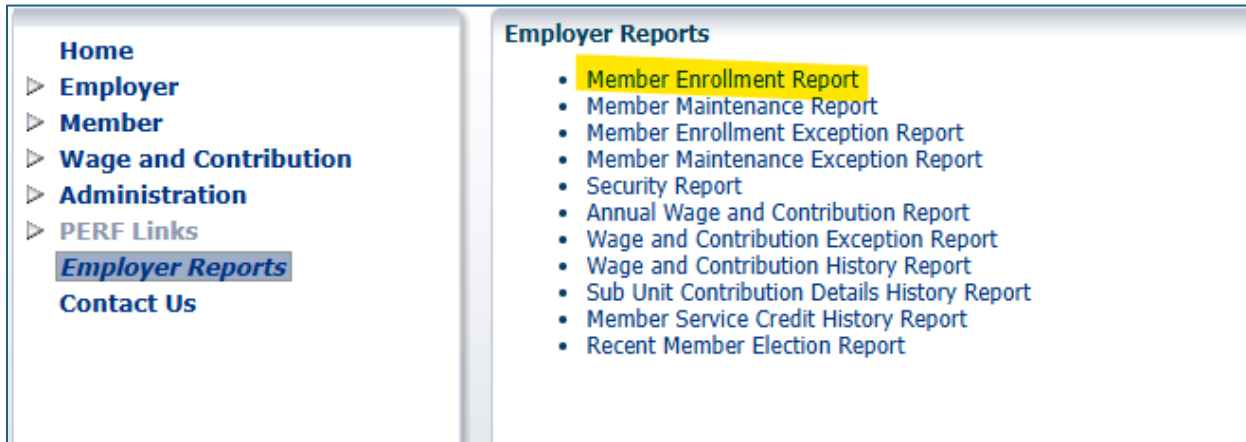 Home
Employer
Member
Wage and Contribution
Administration
PERF Links
Employer Reports
Contact Us
Employer Reports
Member Enrollment Report
Member Maintenance Report
Member Enrollment Exception Report
Member Maintenance Exception Report
Security Report
Annual Wage and Contribution Report
Wage and Contribution Exception Report
Wage and Contribution History Report
Sub Unit Contribution Details History Report
Member Service Credit History Report
Recent Member Election Report